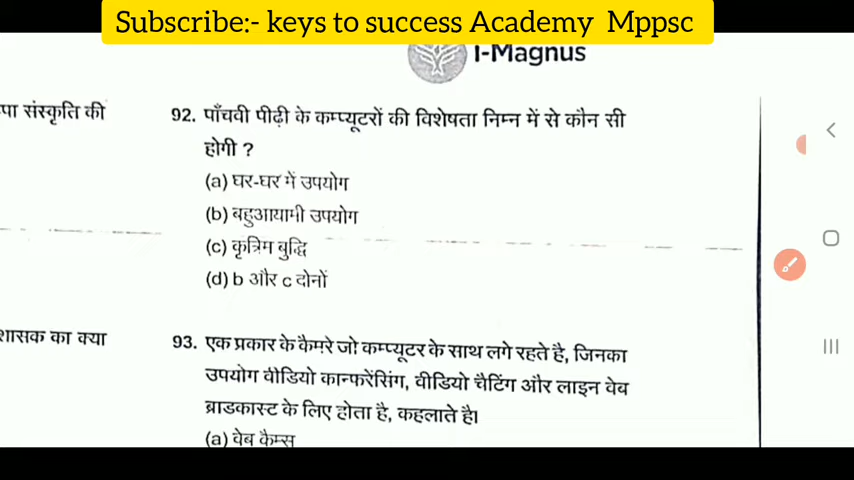 Subscribe:- keys to success Academy Mppsc
I-Magnus
पा संस्कृति की
92. पाँचवी पीढ़ी के कम्प्यूटरों की विशेषता निम्न में से कौन सी
होगी ?
(a) घर-घर में उपयोग
(b) बहुआयामी उपयोग
(c) कृत्रिम बुद्धि
(d) b और c दोनों
शासक का क्या
93. एक प्रकार के कैमरे जो कम्प्यूटर के साथ लगे रहते है, जिनका
उपयोग वीडियो कान्फरेंसिंग, वीडियो चैटिंग और लाइन वेब
ब्राडकास्ट के लिए होता है, कहलाते है।
(a) वेब कैम्स